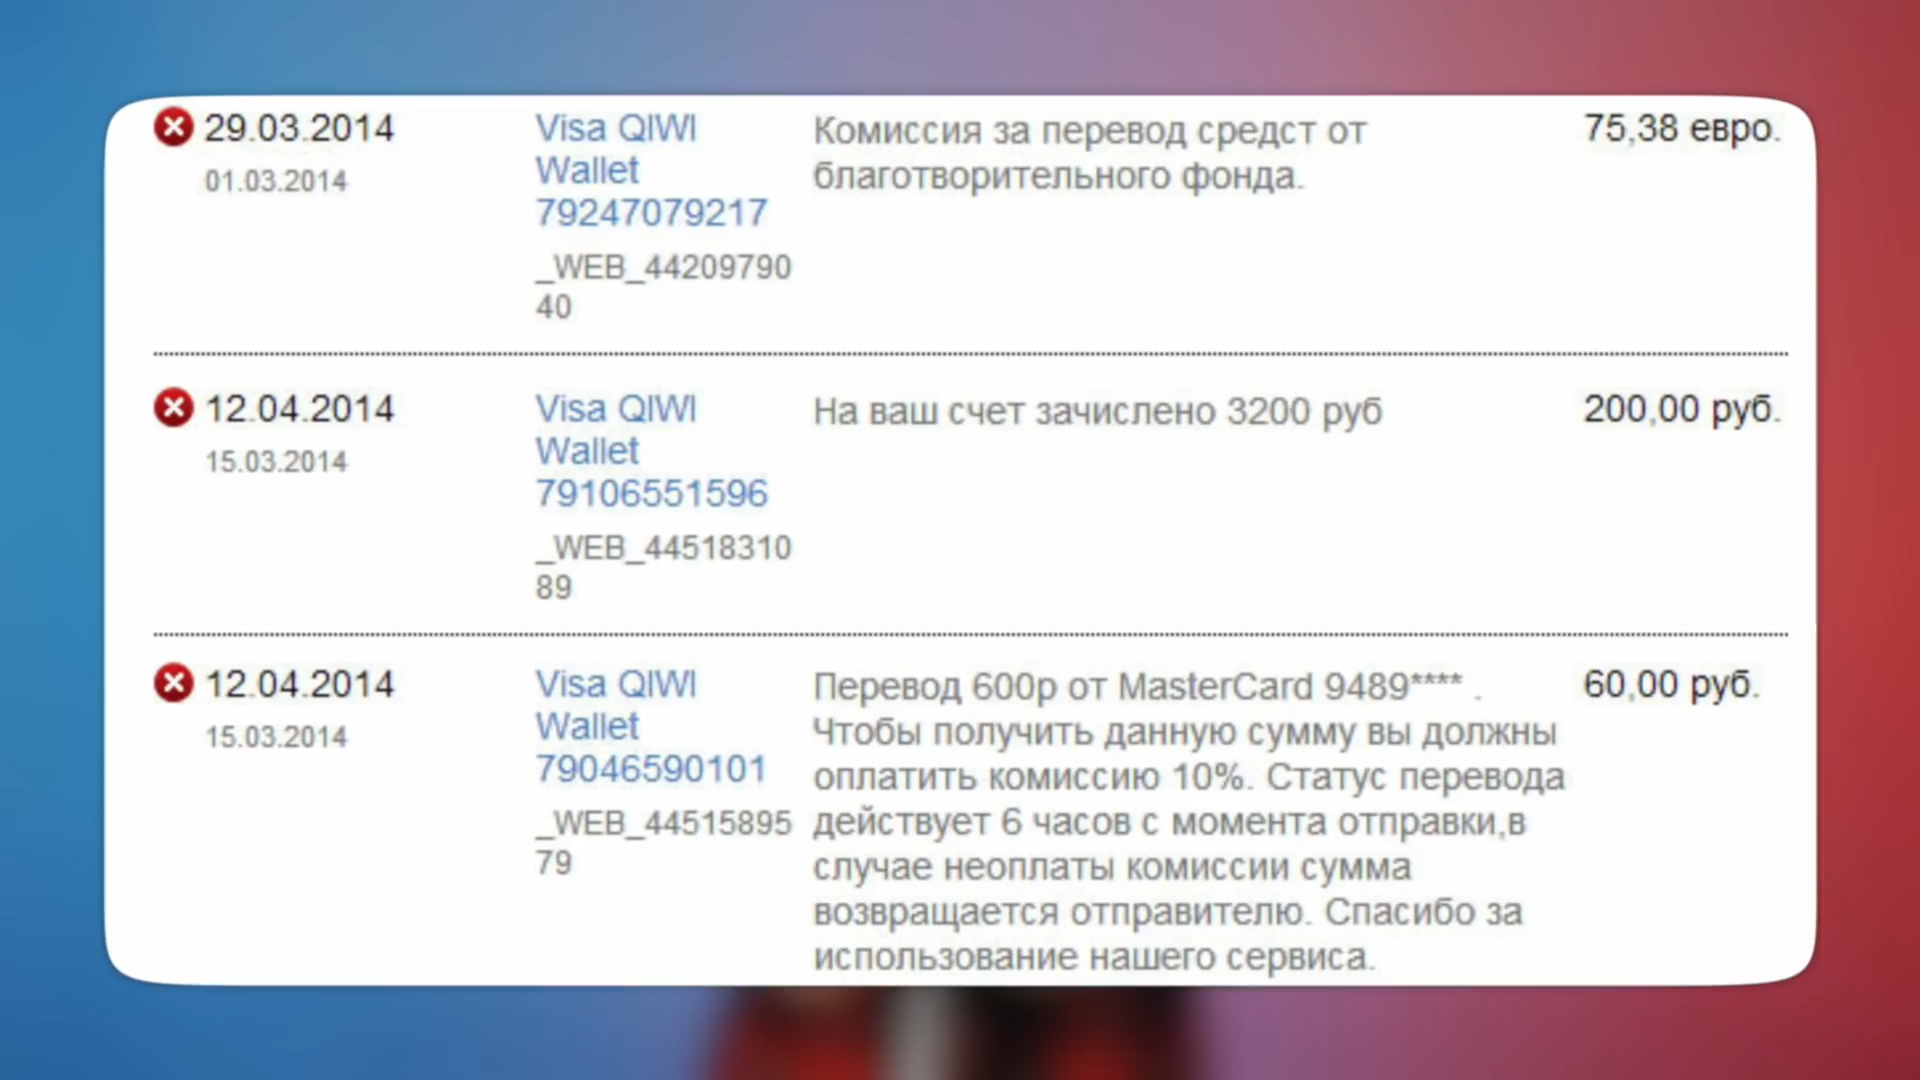 29.03.2014
01.03.2014
Visa QIWI
Wallet
79247079217
_WEB_44209790
40
Комиссия за перевод средст от
благотворительного фонда.
75,38 евро.
12.04.2014
15.03.2014
Visa QIWI
Wallet
79106551596
_WEB_44518310
89
На ваш счет зачислено 3200 руб
200,00 руб.
12.04.2014
15.03.2014
Visa QIWI
Wallet
79046590101
_WEB_44515895
79
Перевод 600р от MasterCard 9489**** .
Чтобы получить данную сумму вы должны
оплатить комиссию 10%. Статус перевода
действует 6 часов с момента отправки,в
случае неоплаты комиссии сумма
возвращается отправителю. Спасибо за
использование нашего сервиса.
60,00 руб.